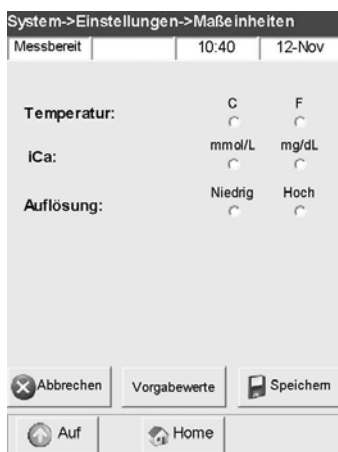 System->Einstellungen->Maßeinheiten
Messbereit 10:40 12-Nov
Temperatur: C F
iCa: mmol/L mg/dL
Auflösung: Niedrig Hoch
Abbrechen Vorgabewerte Speichern
Auf Home